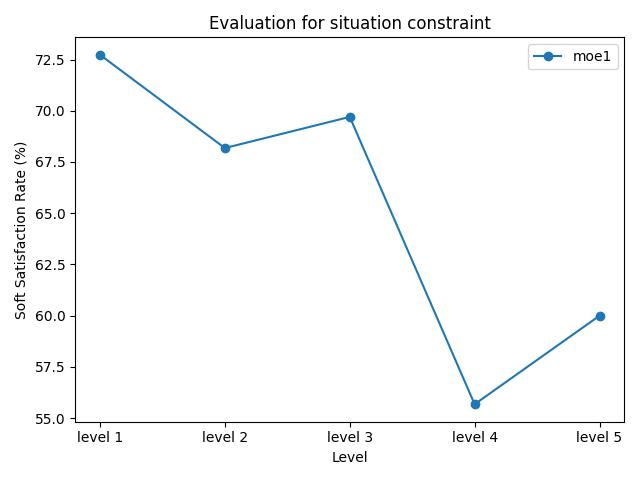 Evaluation for situation constraint
moe1
Soft Satisfaction Rate (%)
72.5
70.0
67.5
65.0
62.5
60.0
57.5
55.0
level 1 level 2 level 3 level 4 level 5
Level